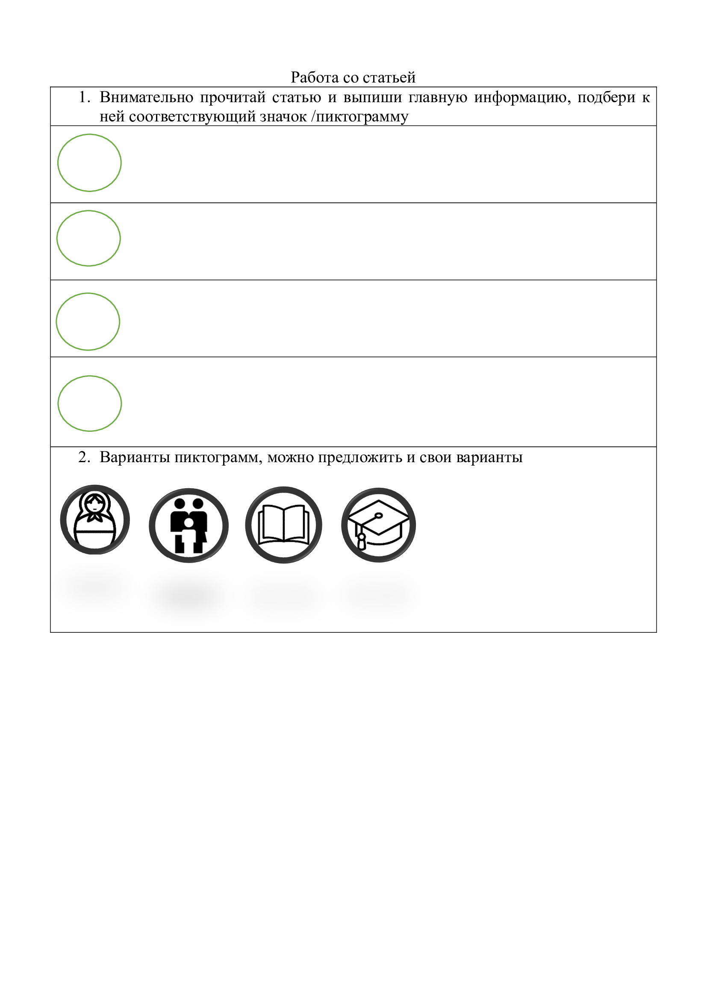 Работа со статьей
1. Внимательно прочитай статью и выпиши главную информацию, подбери к
ней соответствующий значок /пиктограмму
2. Варианты пиктограмм, можно предложить и свои варианты